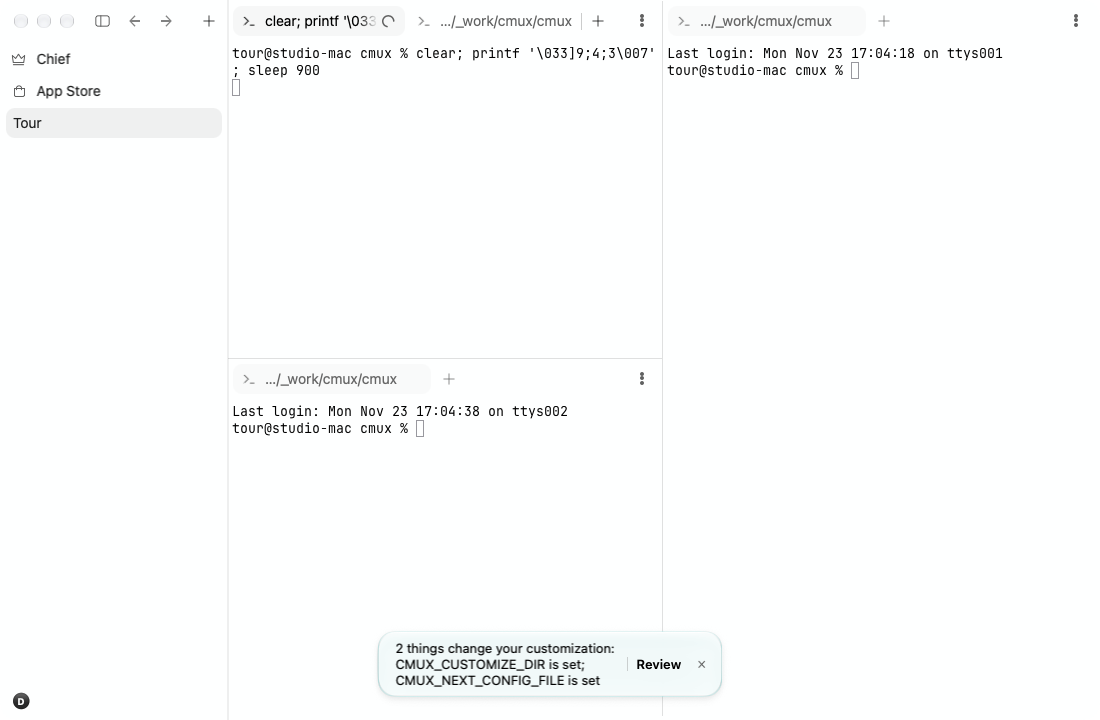 Chief
App Store
Tour
D
clear; printf '\033
.../_work/cmux/cmux
tour@studio-mac cmux % clear; printf '\033]9;4;3\007'
; sleep 900
.../_work/cmux/cmux
Last login: Mon Nov 23 17:04:38 on ttys002
tour@studio-mac cmux %
.../_work/cmux/cmux
Last login: Mon Nov 23 17:04:18 on ttys001
tour@studio-mac cmux %
2 things change your customization:
CMUX_CUSTOMIZE_DIR is set;
CMUX_NEXT_CONFIG_FILE is set
Review